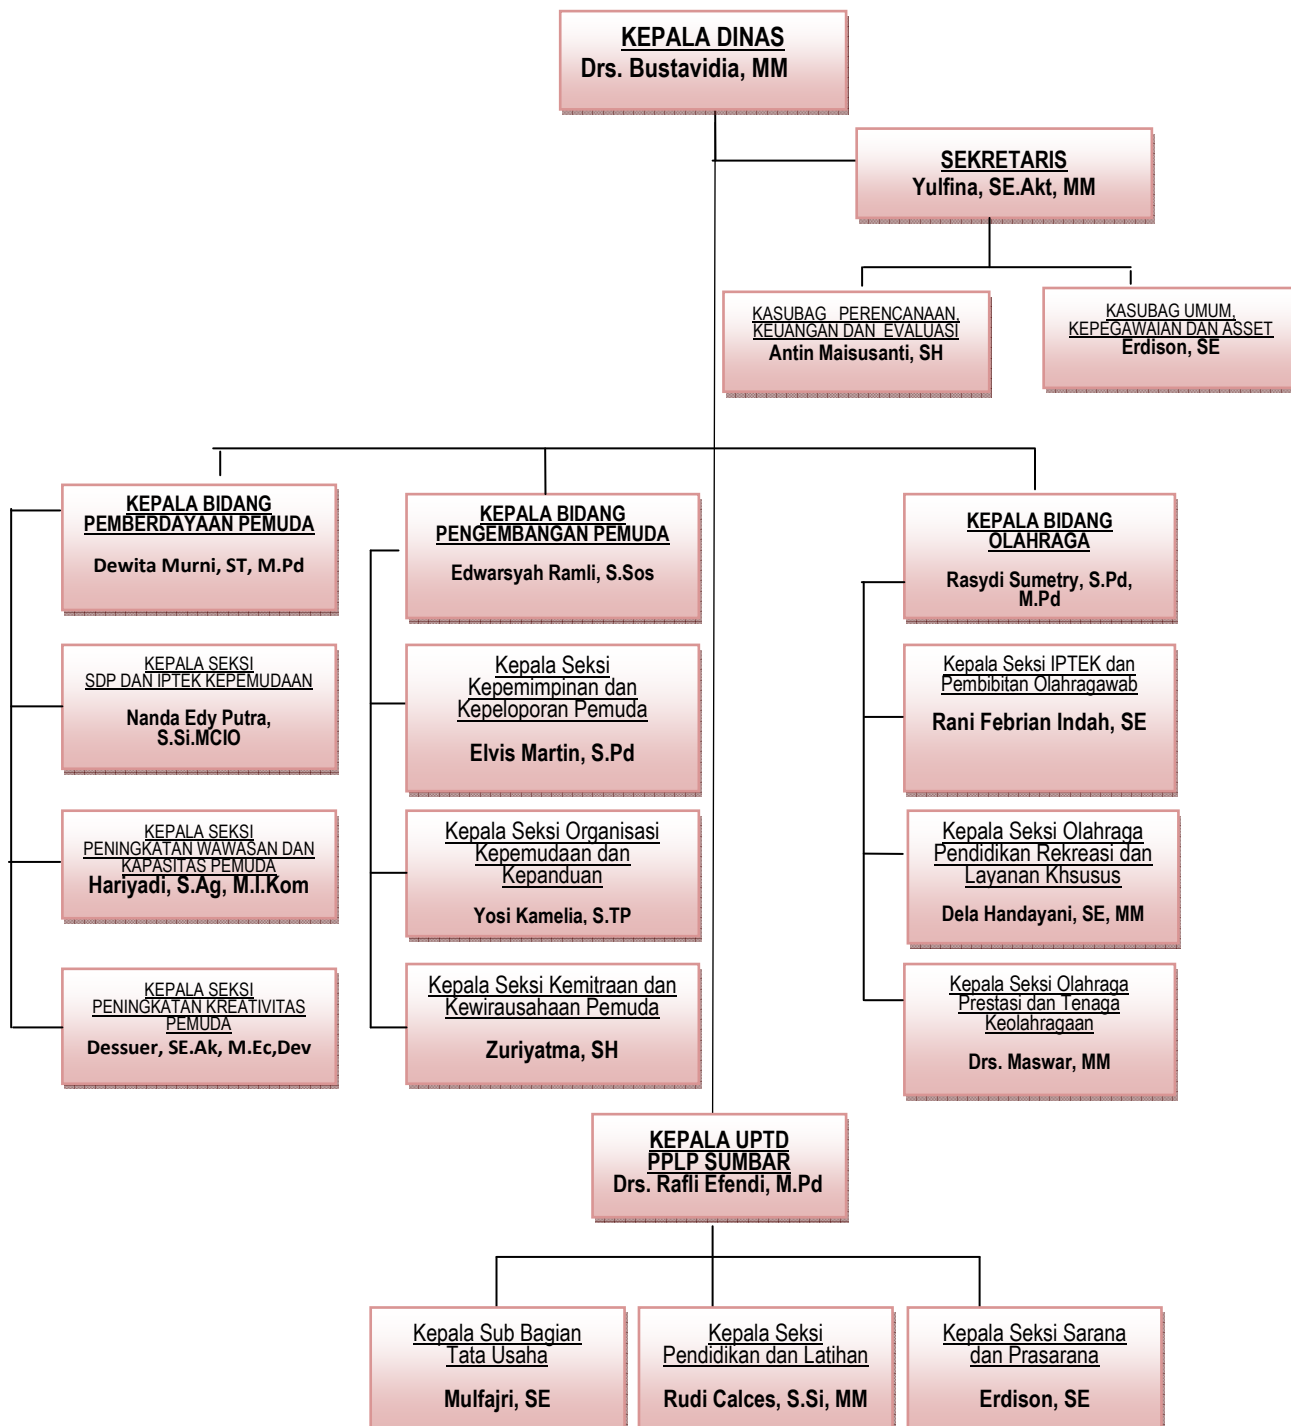 KEPALA DINAS
Drs. Bustavidia, MM
SEKRETARIS
Yulfina, SE.Akt, MM
KASUBAG PERENCANAAN,
KEUANGAN DAN EVALUASI
Antin Maisusanti, SH
KASUBAG UMUM,
KEPEGAWAIAN DAN ASSET
Erdison, SE
KEPALA BIDANG
PEMBERDAYAAN PEMUDA
Dewita Murni, ST, M.Pd
KEPALA SEKSI
SDP DAN IPTEK KEPEMUDAAN
Nanda Edy Putra,
S.Si.MCIO
KEPALA SEKSI
PENINGKATAN WAWASAN DAN
KAPASITAS PEMUDA
Hariyadi, S.Ag, M.I.Kom
KEPALA SEKSI
PENINGKATAN KREATIVITAS
PEMUDA
Dessuer, SE.Ak, M.Ec,Dev
KEPALA BIDANG
PENGEMBANGAN PEMUDA
Edwarsyah Ramli, S.Sos
Kepala Seksi
Kepemimpinan dan
Kepeloporan Pemuda
Elvis Martin, S.Pd
Kepala Seksi Organisasi
Kepemudaan dan
Kepanduan
Yosi Kamelia, S.TP
Kepala Seksi Kemitraan dan
Kewirausahaan Pemuda
Zuriyatma, SH
KEPALA BIDANG
OLAHRAGA
Rasydi Sumetry, S.Pd,
M.Pd
Kepala Seksi IPTEK dan
Pembibitan Olahragawab
Rani Febrian Indah, SE
Kepala Seksi Olahraga
Pendidikan Rekreasi dan
Layanan Khsusus
Dela Handayani, SE, MM
Kepala Seksi Olahraga
Prestasi dan Tenaga
Keolahragaan
Drs. Maswar, MM
KEPALA UPTD
PPLP SUMBAR
Drs. Rafli Efendi, M.Pd
Kepala Sub Bagian
Tata Usaha
Mulfajri, SE
Kepala Seksi
Pendidikan dan Latihan
Rudi Calces, S.Si, MM
Kepala Seksi Sarana
dan Prasarana
Erdison, SE